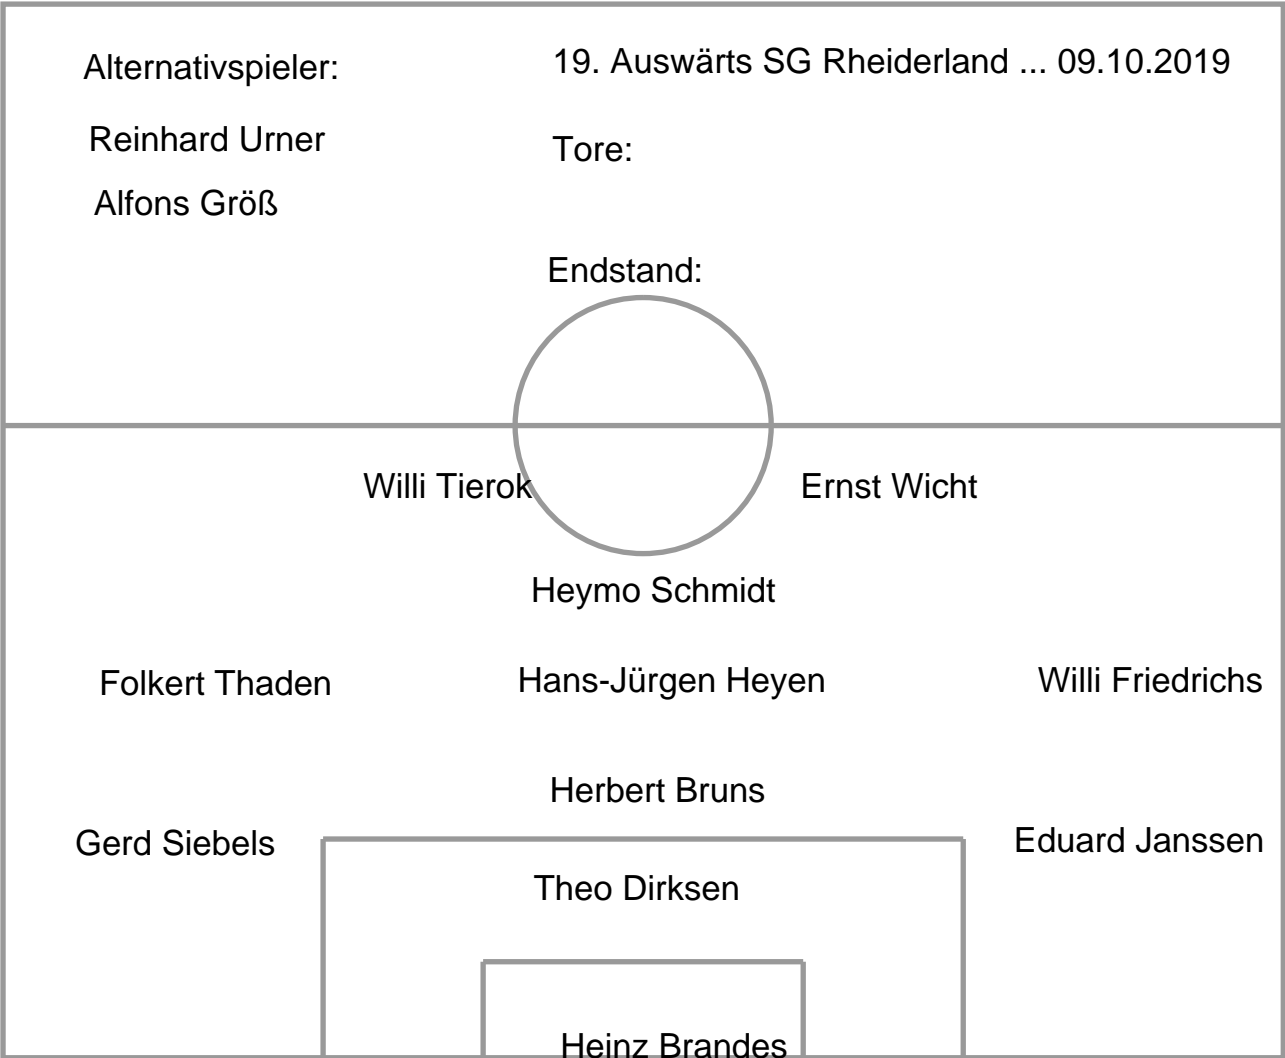 Alternativspieler:
19. Auswärts SG Rheiderland ... 09.10.2019
Reinhard Urner
Tore:
Alfons Größ
Endstand:
Willi Tierok
Ernst Wicht
Heymo Schmidt
Folkert Thaden
Hans-Jürgen Heyen
Willi Friedrichs
Herbert Bruns
Gerd Siebels
Eduard Janssen
Theo Dirksen
Heinz Brandes